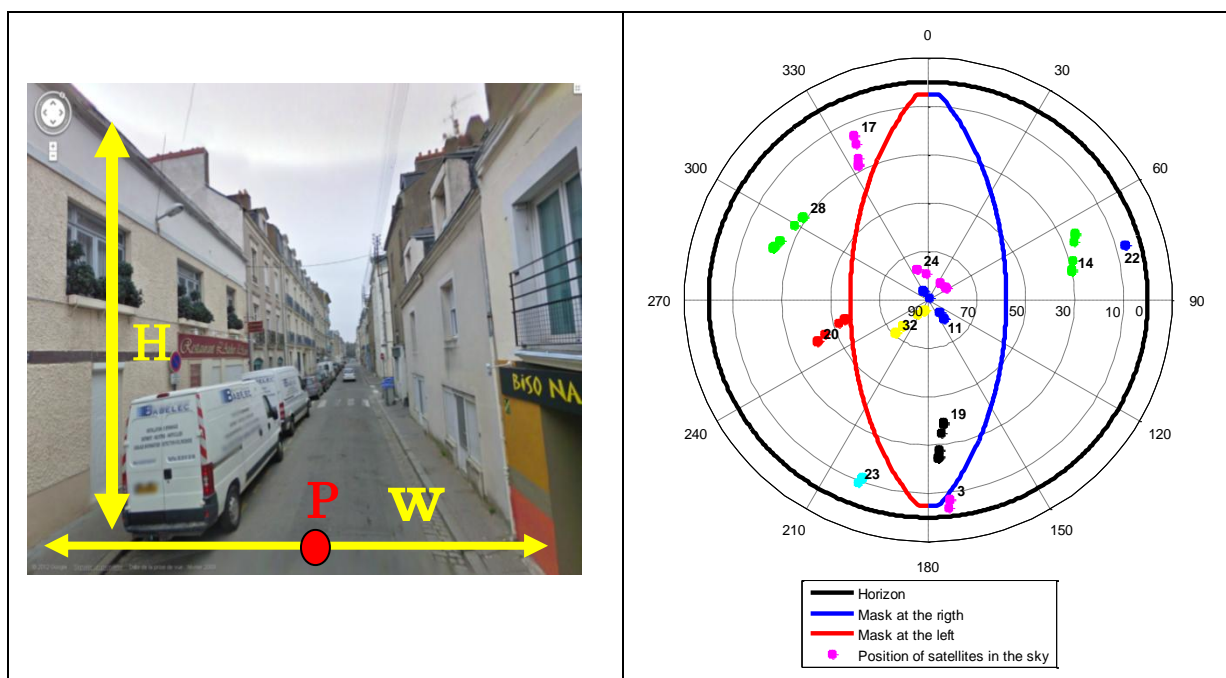 H
P
W
Restaurant
BABELEC
BiSO NA
0
30
60
90
120
150
180
210
240
270
300
330
90
70
50
30
10
0
17
28
24
14
22
11
32
20
19
23
3
Horizon
Mask at the rigth
Mask at the left
Position of satellites in the sky